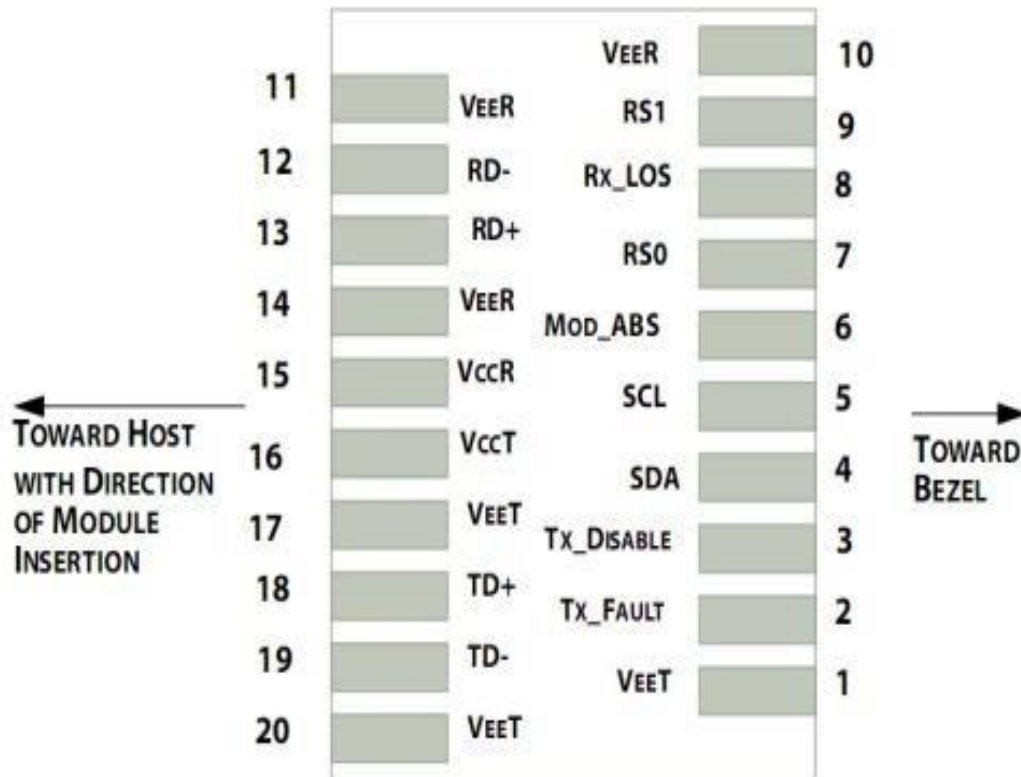 VEER 10
11 VEER
RS1 9
12 RD-
RX_LOS 8
13 RD+
RS0 7
14 VEER
MOD_ABS 6
15 VCCR
SCL 5
TOWARD HOST
WITH DIRECTION
OF MODULE
INSERTION
TOWARD
BEZEL
16 VCCT
SDA 4
17 VEET
TX_DISABLE 3
18 TD+
TX_FAULT 2
19 TD-
VEET 1
20 VEET